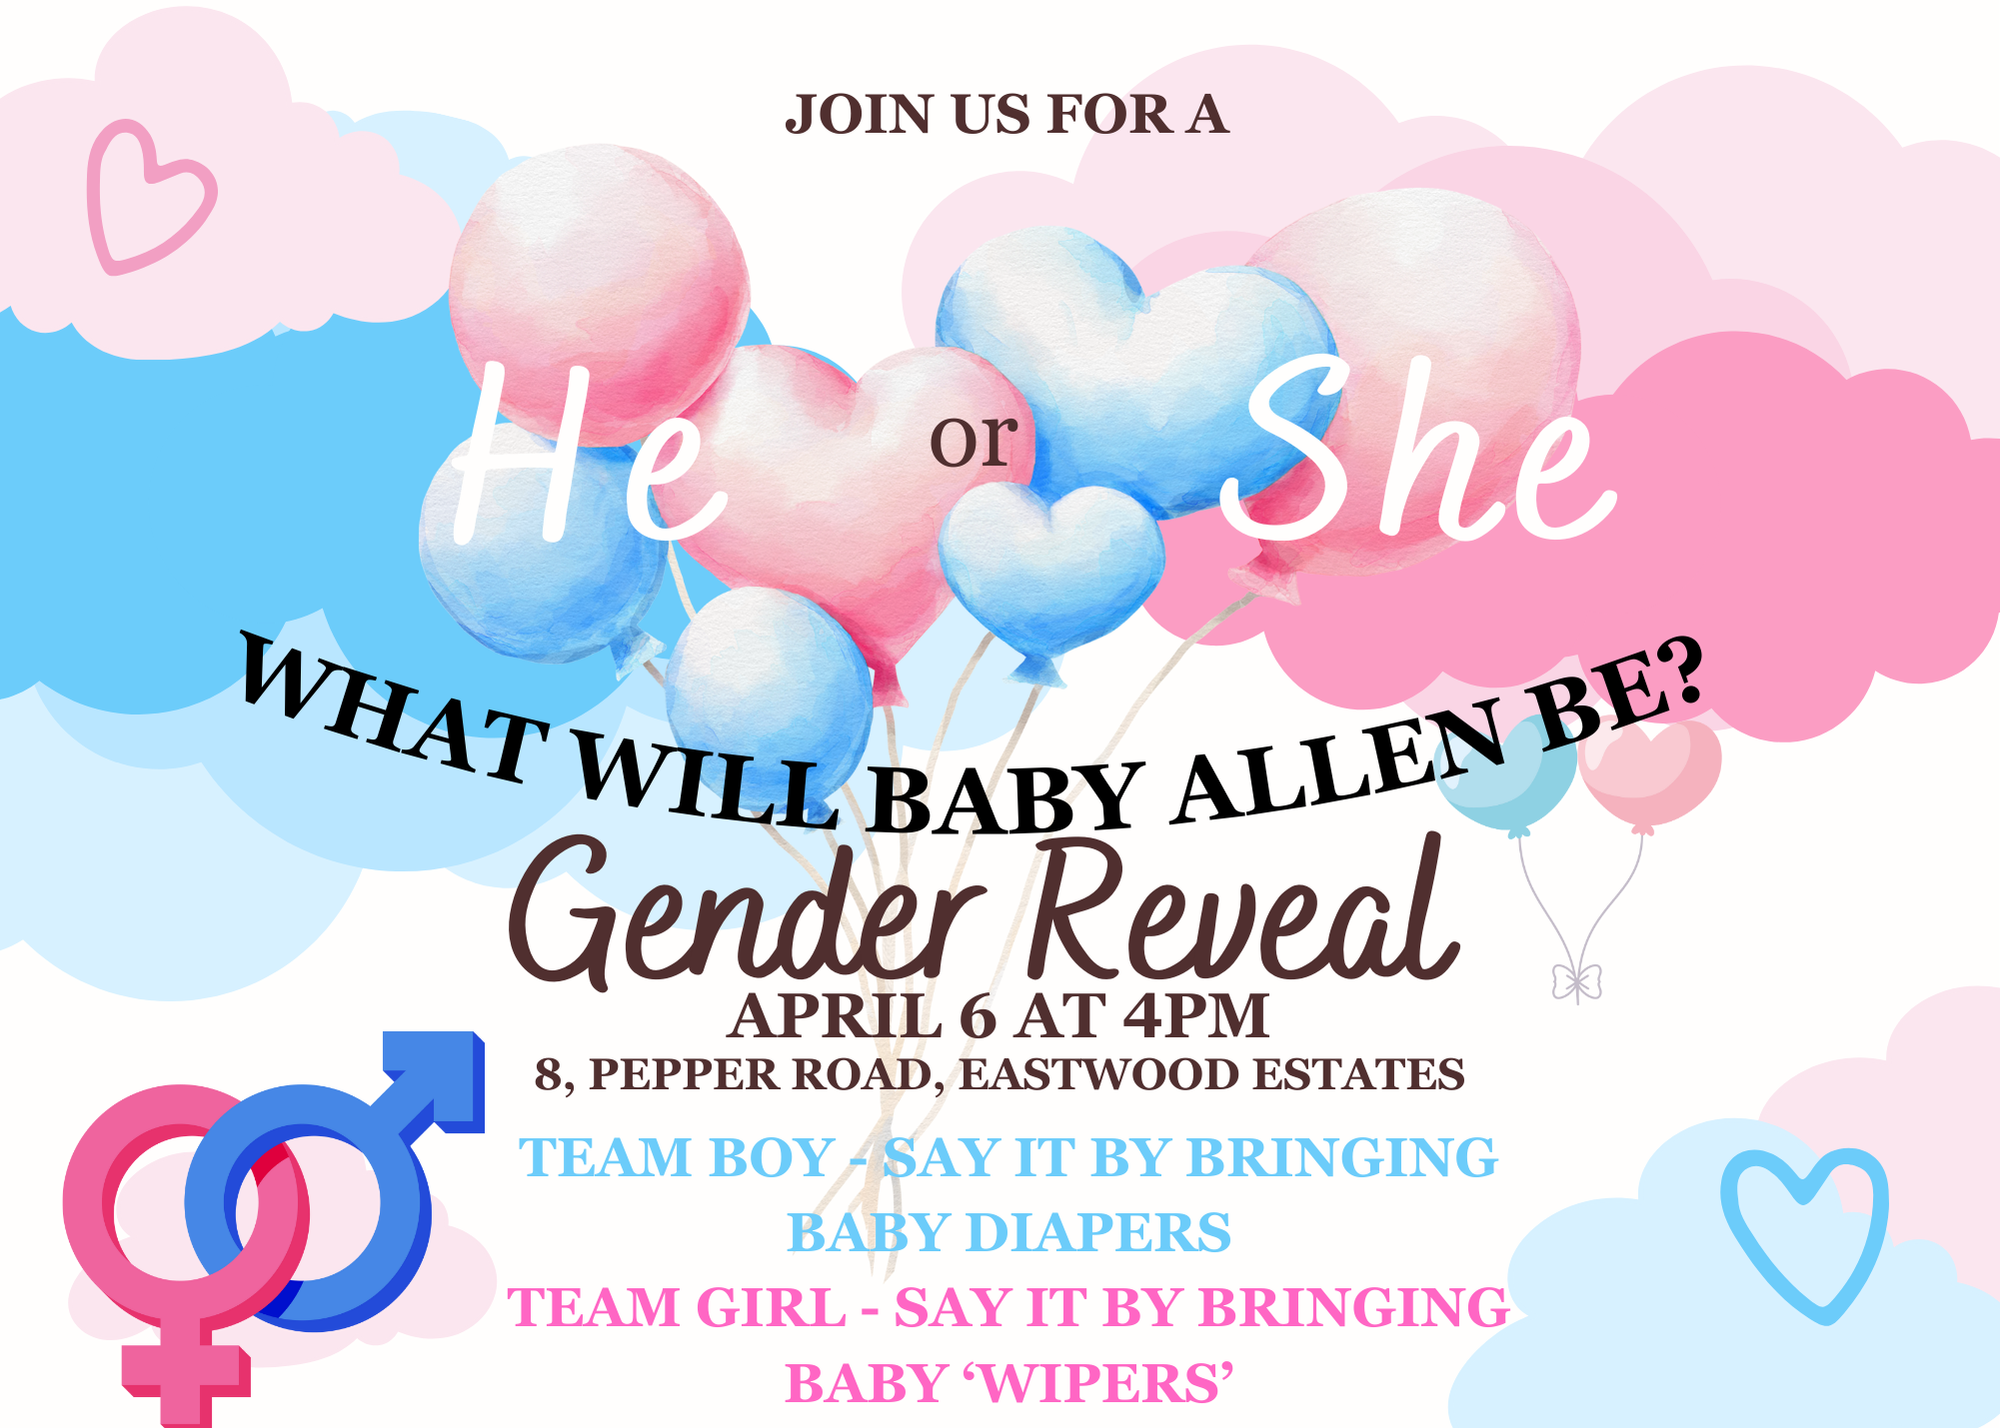 JOIN US FOR A
He or She
WHAT WILL BABY ALLEN BE?
Gender Reveal
APRIL 6 AT 4PM
8, PEPPER ROAD, EASTWOOD ESTATES
TEAM BOY - SAY IT BY BRINGING
BABY DIAPERS
TEAM GIRL - SAY IT BY BRINGING
BABY ‘WIPERS’